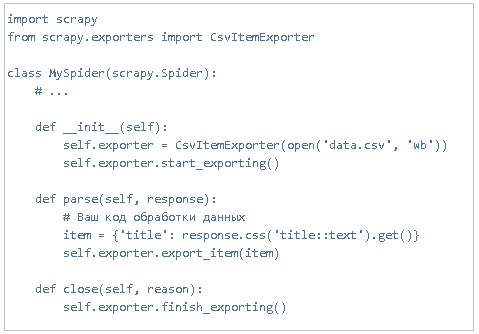 import scrapy
from scrapy.exporters import CsvItemExporter

class MySpider(scrapy.Spider):
    # ...

    def __init__(self):
        self.exporter = CsvItemExporter(open('data.csv', 'wb'))
        self.exporter.start_exporting()

    def parse(self, response):
        # Ваш код обработки данных
        item = {'title': response.css('title::text').get()}
        self.exporter.export_item(item)

    def close(self, reason):
        self.exporter.finish_exporting()